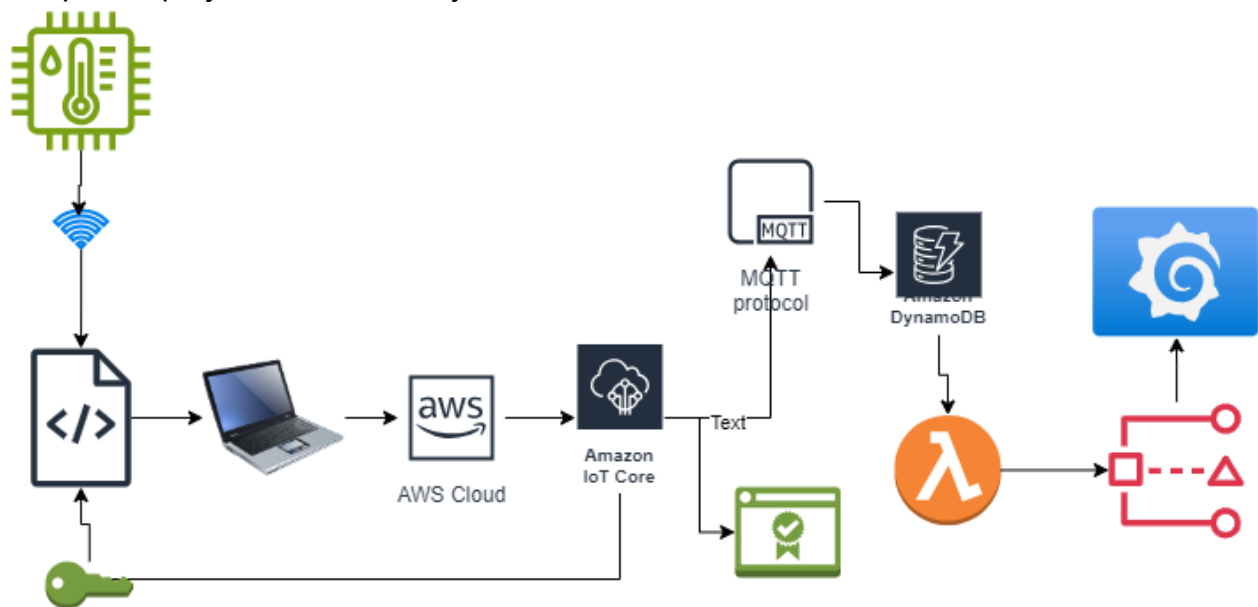 </>
aws
AWS Cloud
Amazon
IoT Core
Text
MQTT
MQTT
protocol
Amazon
DynamoDB
λ